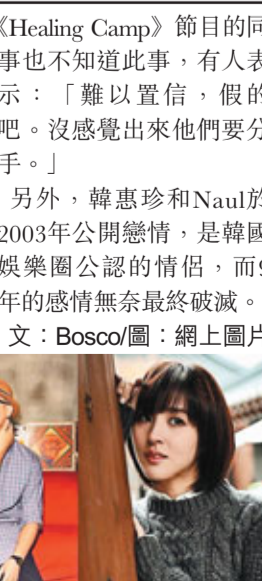 《Healing Camp》節目的同
事也不知道此事，有人表
示：「難以置信，假的
吧。沒感覺出來他們要分
手。」
另外，韓惠珍和Naul於
2003年公開戀情，是韓國
娛樂圈公認的情侶，而9
年的感情無奈最終破滅。
文：Bosco/圖：網上圖片